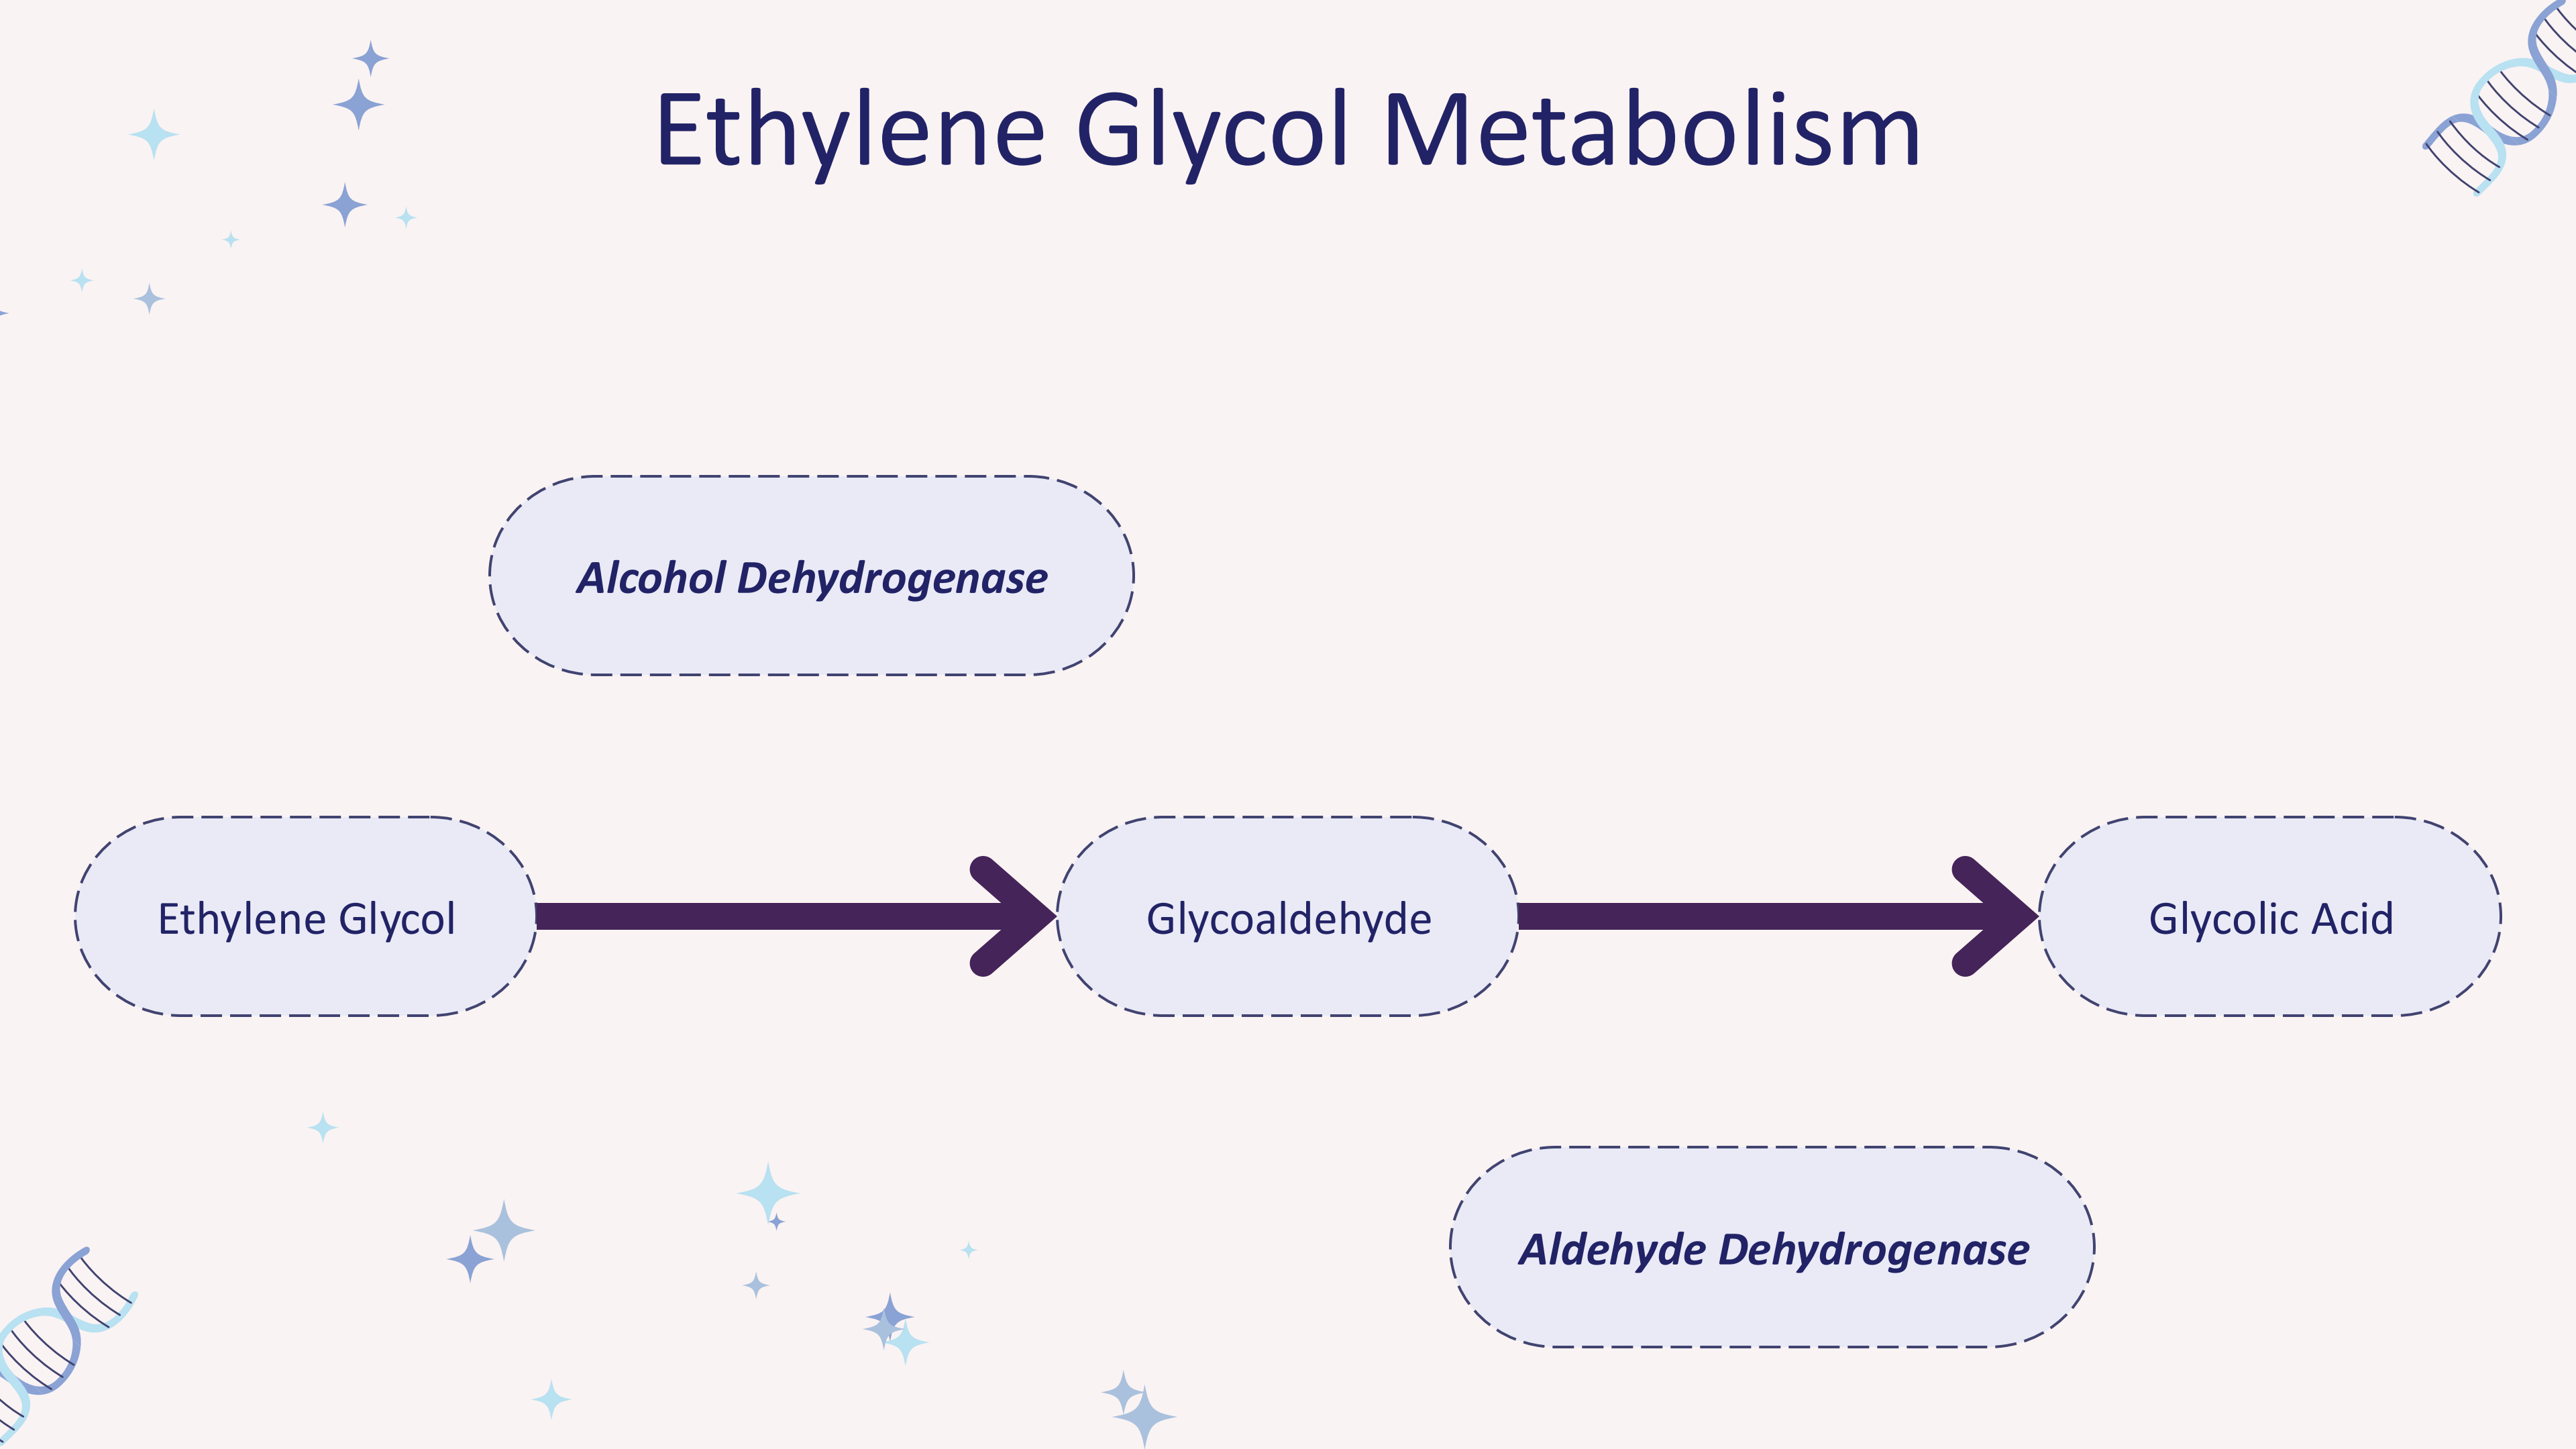 Ethylene Glycol Metabolism
Alcohol Dehydrogenase
Ethylene Glycol
Glycoaldehyde
Glycolic Acid
Aldehyde Dehydrogenase